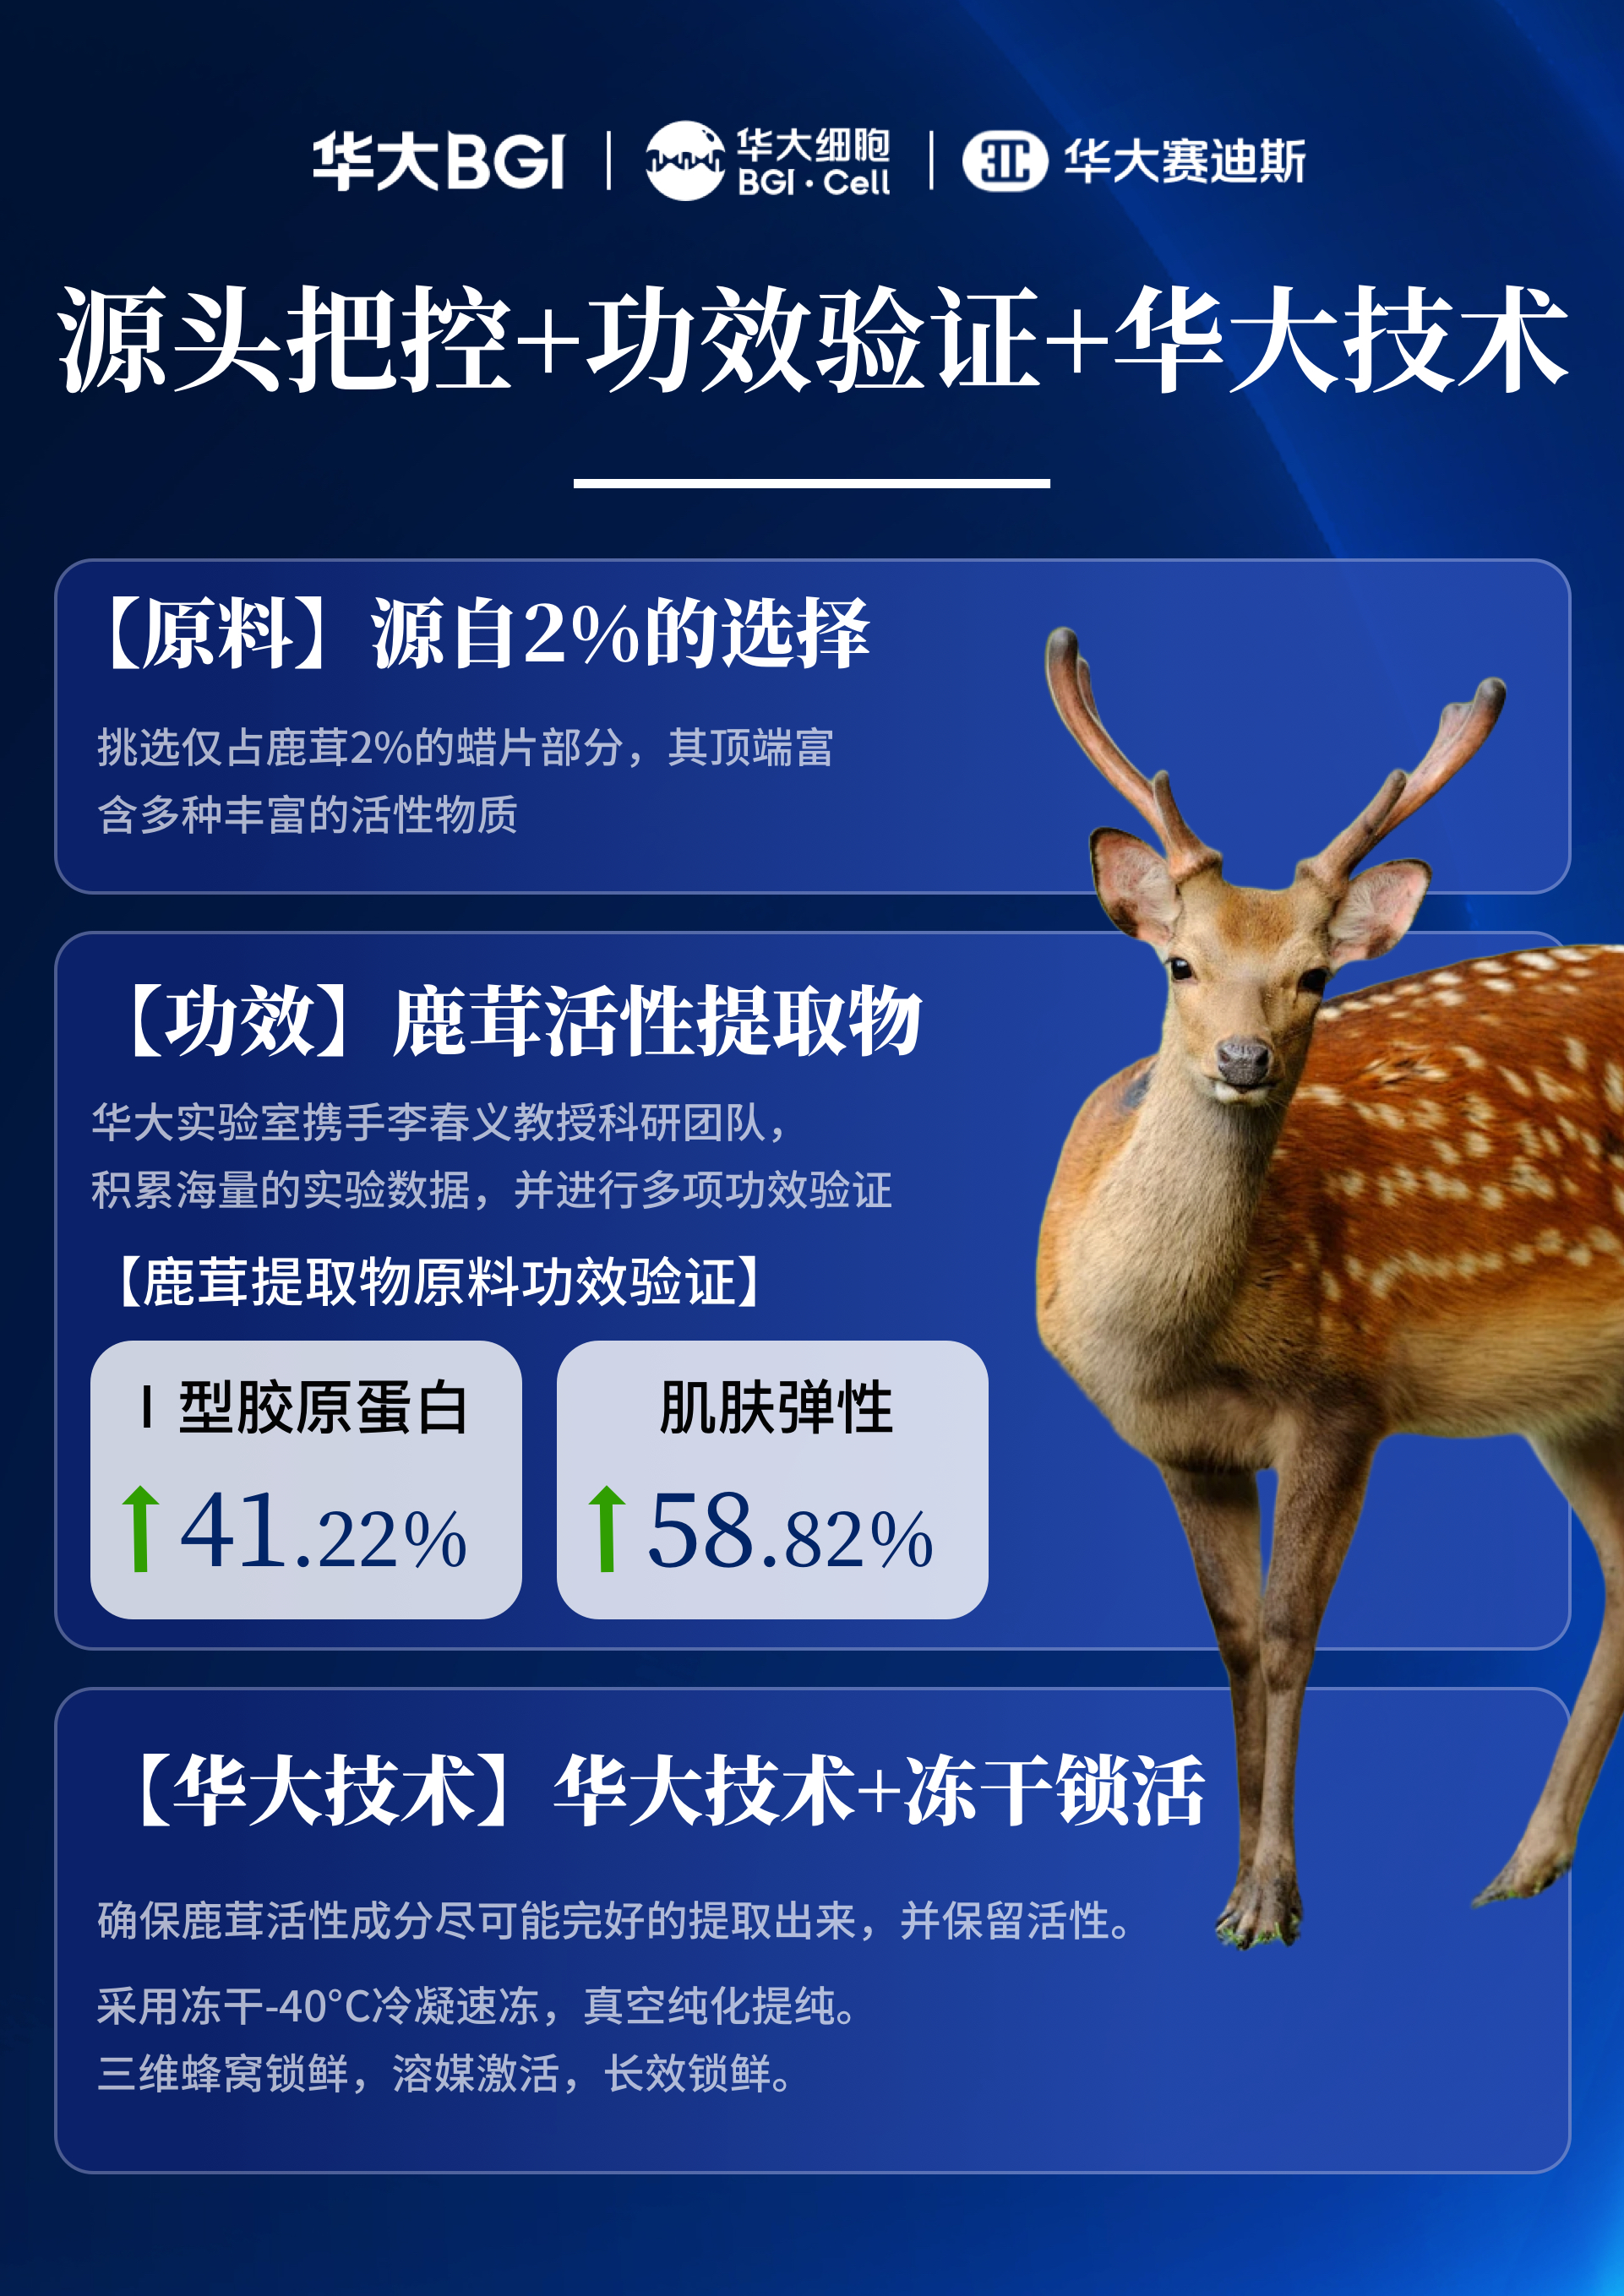 华大BGI | 华大细胞 BGI·Cell | 华大赛迪斯
源头把控+功效验证+华大技术
【原料】源自2%的选择
挑选仅占鹿茸2%的蜡片部分，其顶端富
含多种丰富的活性物质
【功效】鹿茸活性提取物
华大实验室携手李春义教授科研团队，
积累海量的实验数据，并进行多项功效验证
【鹿茸提取物原料功效验证】
I 型胶原蛋白
41.22%
肌肤弹性
58.82%
【华大技术】华大技术+冻干锁活
确保鹿茸活性成分尽可能完好的提取出来，并保留活性。
采用冻干-40°C冷凝速冻，真空纯化提纯。
三维蜂窝锁鲜，溶媒激活，长效锁鲜。